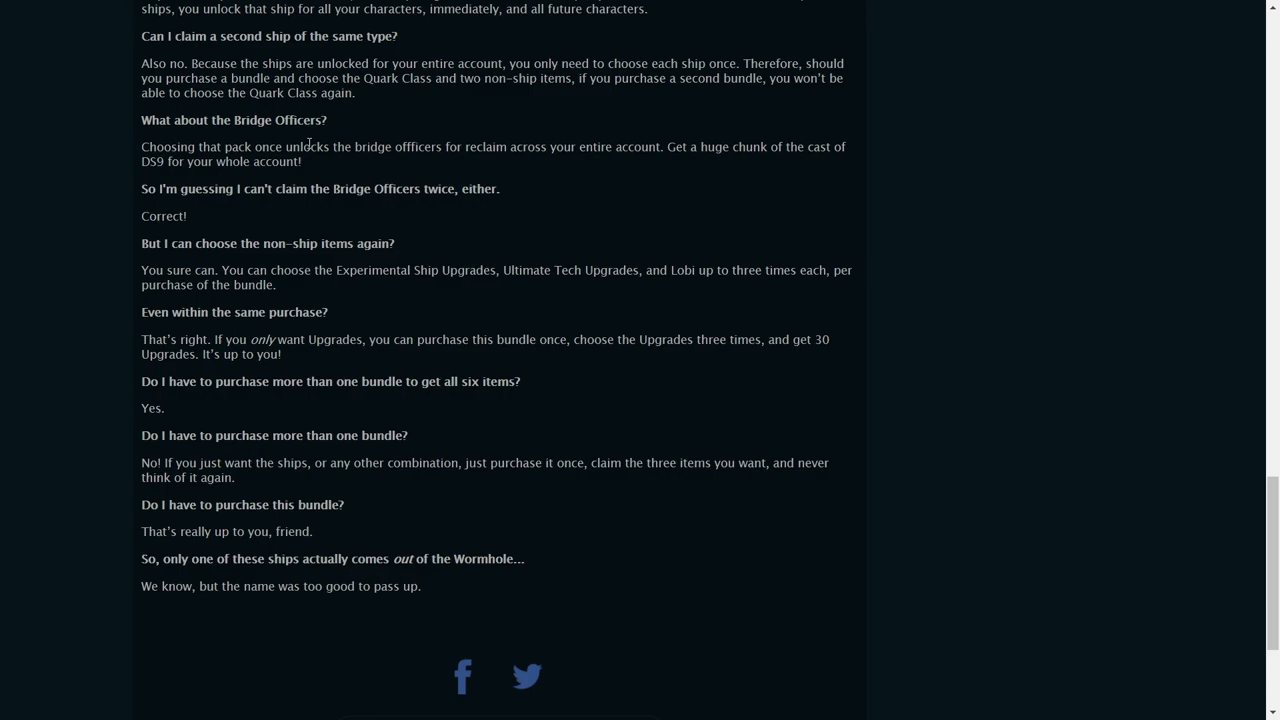 ships, you unlock that ship for all your characters, immediately, and all future characters.
Can I claim a second ship of the same type?
Also no. Because the ships are unlocked for your entire account, you only need to choose each ship once. Therefore, should
you purchase a bundle and choose the Quark Class and two non-ship items, if you purchase a second bundle, you won't be
able to choose the Quark Class again.
What about the Bridge Officers?
Choosing that pack once unlocks the bridge offficers for reclaim across your entire account. Get a huge chunk of the cast of
DS9 for your whole account!
So I'm guessing I can't claim the Bridge Officers twice, either.
Correct!
But I can choose the non-ship items again?
You sure can. You can choose the Experimental Ship Upgrades, Ultimate Tech Upgrades, and Lobi up to three times each, per
purchase of the bundle.
Even within the same purchase?
That's right. If you only want Upgrades, you can purchase this bundle once, choose the Upgrades three times, and get 30
Upgrades. It's up to you!
Do I have to purchase more than one bundle to get all six items?
Yes.
Do I have to purchase more than one bundle?
No! If you just want the ships, or any other combination, just purchase it once, claim the three items you want, and never
think of it again.
Do I have to purchase this bundle?
That's really up to you, friend.
So, only one of these ships actually comes out of the Wormhole...
We know, but the name was too good to pass up.